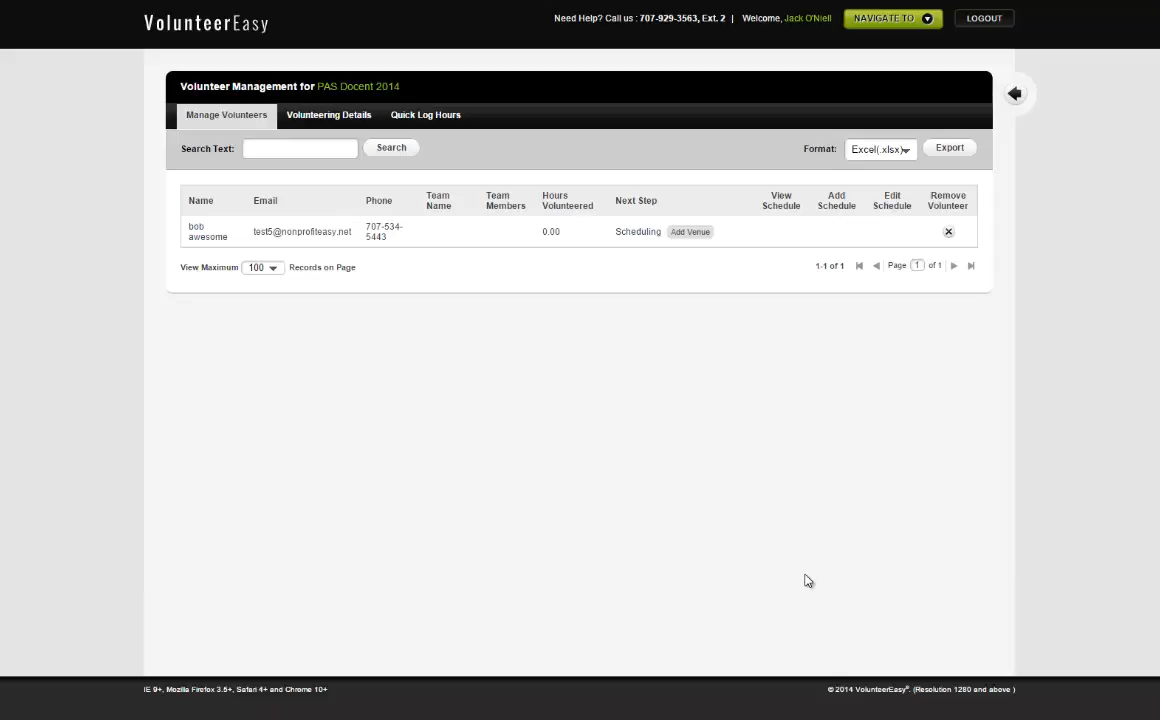 VolunteerEasy
Need Help? Call us : 707-929-3563, Ext. 2 | Welcome, Jack O'Niell
NAVIGATE TO
LOGOUT
Volunteer Management for PAS Docent 2014
Manage Volunteers Volunteering Details Quick Log Hours
Search Text: Search Format: Excel(.xlsx) Export
Name Email Phone Team Name Team Members Hours Volunteered Next Step View Schedule Add Schedule Edit Schedule Remove Volunteer
bob awesome test5@nonprofiteasy.net 707-534-5443 0.00 Scheduling Add Venue
View Maximum 100 Records on Page 1-1 of 1 Page 1 of 1
IE 9+, Mozilla Firefox 3.5+, Safari 4+ and Chrome 10+
© 2014 VolunteerEasy®. (Resolution 1280 and above )